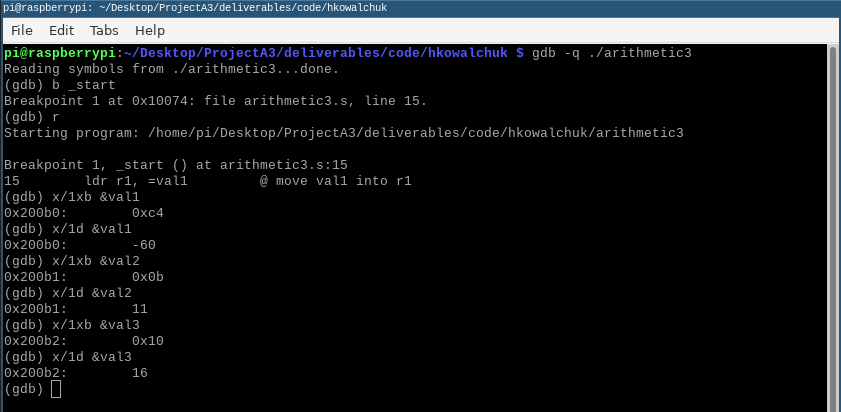 pi@raspberrypi: ~/Desktop/ProjectA3/deliverables/code/hkowalchuk
File Edit Tabs Help
pi@raspberrypi:~/Desktop/ProjectA3/deliverables/code/hkowalchuk $ gdb -q ./arithmetic3
Reading symbols from ./arithmetic3...done.
(gdb) b _start
Breakpoint 1 at 0x10074: file arithmetic3.s, line 15.
(gdb) r
Starting program: /home/pi/Desktop/ProjectA3/deliverables/code/hkowalchuk/arithmetic3
Breakpoint 1, _start () at arithmetic3.s:15
15        ldr r1, =val1         @ move val1 into r1
(gdb) x/1xb &val1
0x200b0:        0xc4
(gdb) x/1d &val1
0x200b0:        -60
(gdb) x/1xb &val2
0x200b1:        0x0b
(gdb) x/1d &val2
0x200b1:        11
(gdb) x/1xb &val3
0x200b2:        0x10
(gdb) x/1d &val3
0x200b2:        16
(gdb)